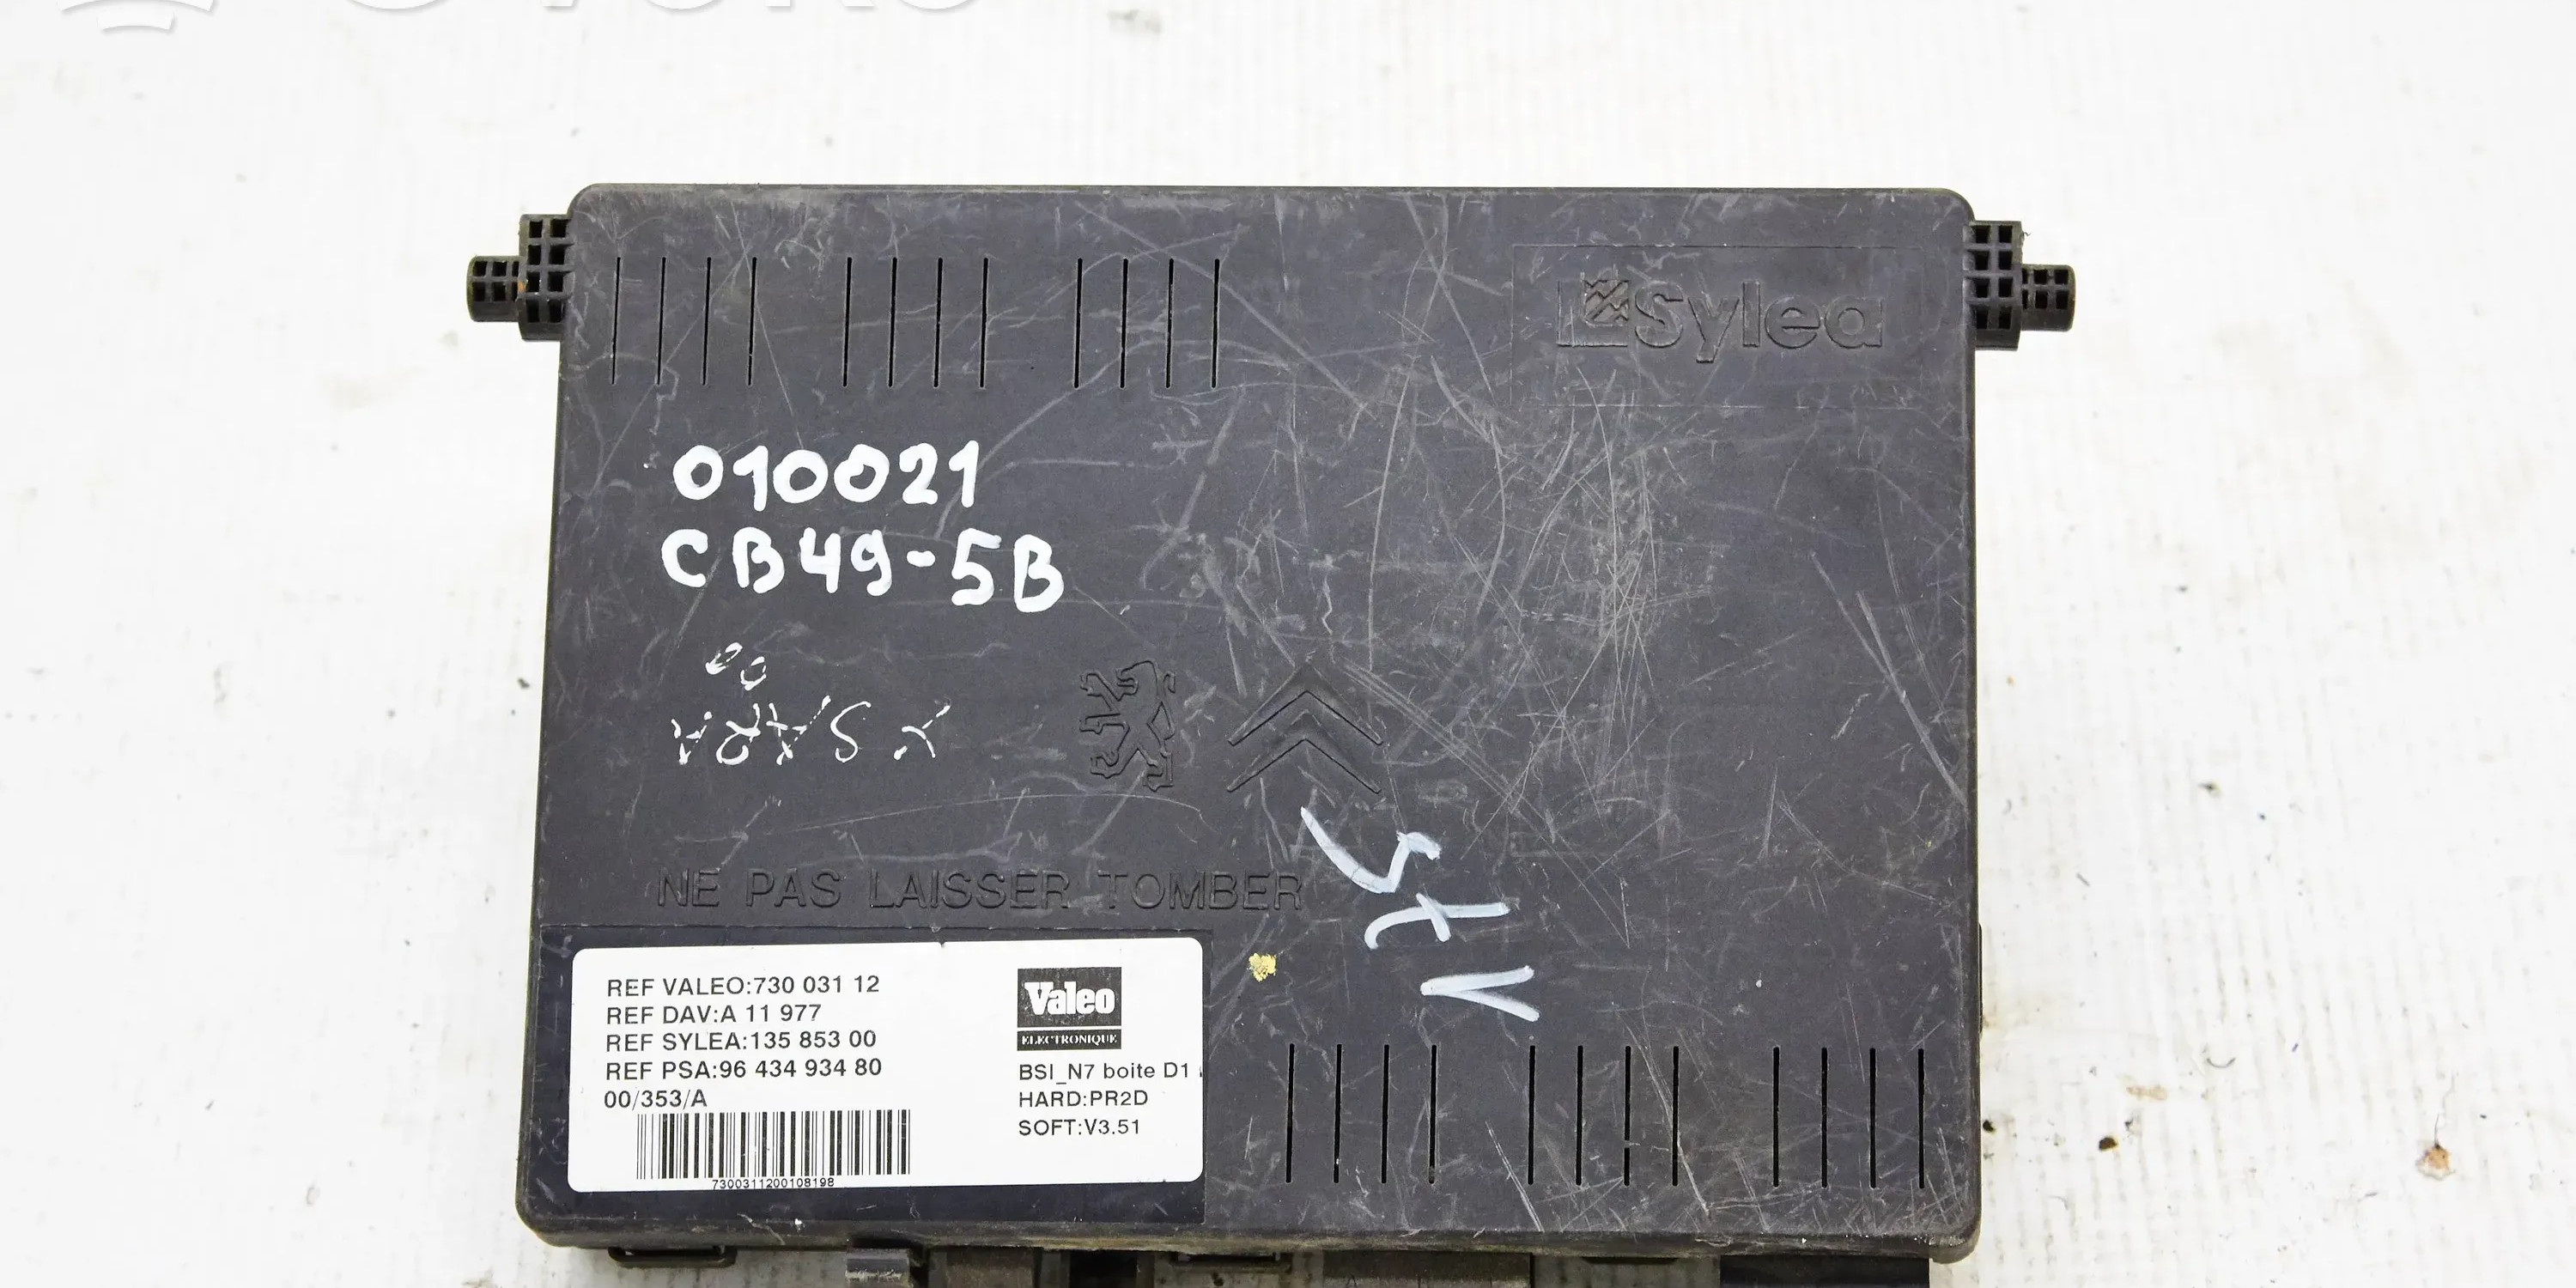 Sylea
010021
CB49-5B
00
XSARA
NE PAS LAISSER TOMBER
REF VALEO:730 031 12
REF DAV:A 11 977
REF SYLEA:135 853 00
REF PSA:96 434 934 80
00/353/A
7300311200108198
Valeo
ELECTRONIQUE
BSI_N7 boite D1
HARD:PR2D
SOFT:V3.51